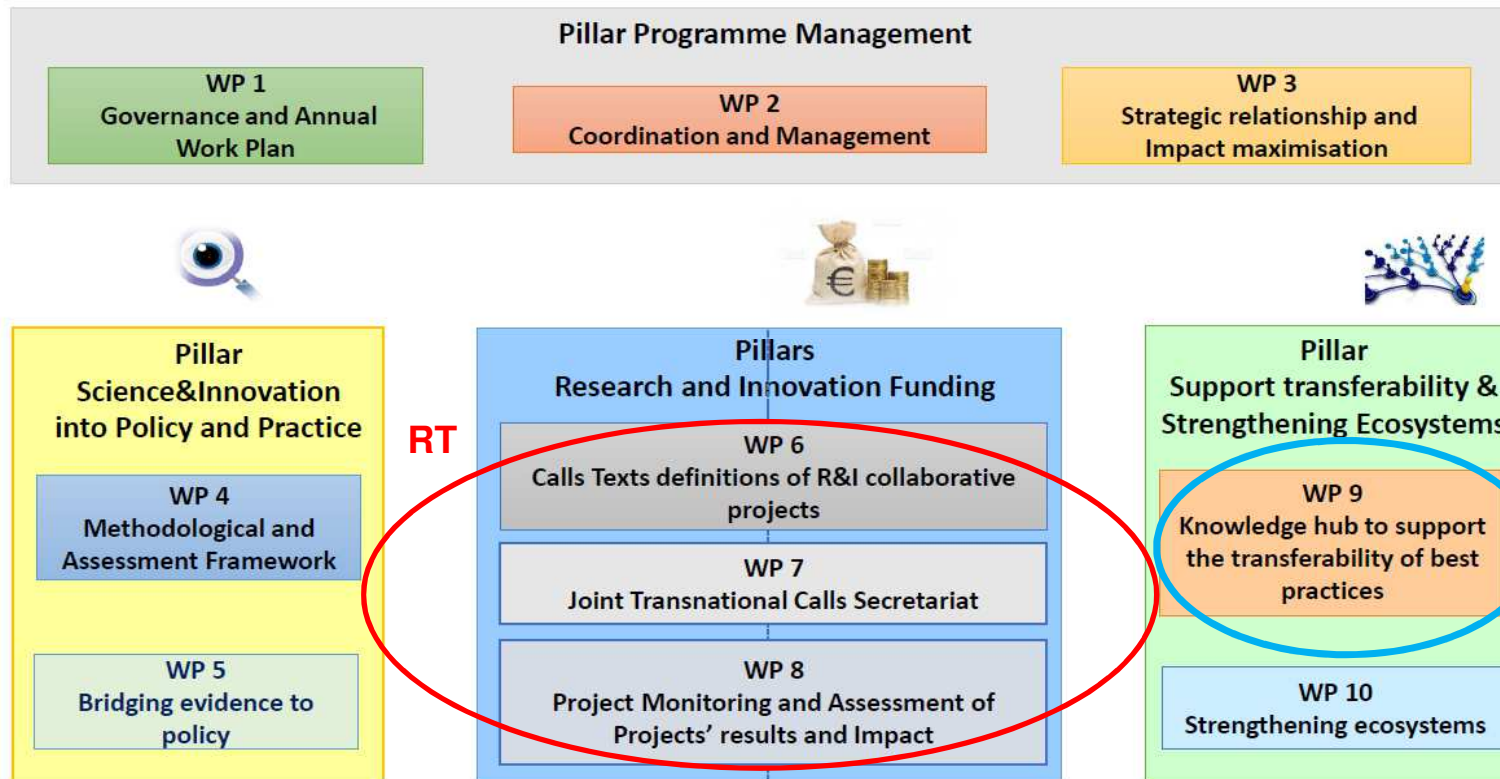 Pillar Programme Management
WP 1
Governance and Annual
Work Plan
WP 2
Coordination and Management
WP 3
Strategic relationship and
Impact maximisation
€
Pillar
Science&Innovation
into Policy and Practice
WP 4
Methodological and
Assessment Framework
WP 5
Bridging evidence to
policy
RT
Pillars
Research and Innovation Funding
WP 6
Calls Texts definitions of R&I collaborative
projects
WP 7
Joint Transnational Calls Secretariat
WP 8
Project Monitoring and Assessment of
Projects’ results and Impact
Pillar
Support transferability &
Strengthening Ecosystems
WP 9
Knowledge hub to support
the transferability of best
practices
WP 10
Strengthening ecosystems